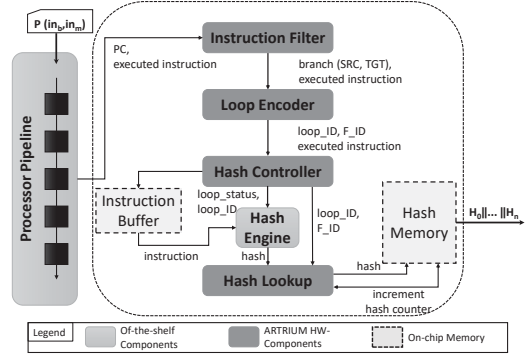 P (in_b,in_m)
Processor Pipeline
PC,
executed instruction
Instruction Filter
branch (SRC, TGT),
executed instruction
Loop Encoder
loop_ID, F_ID
executed instruction
Hash Controller
Instruction
Buffer
loop_status,
loop_ID
Hash
Engine
instruction
hash
loop_ID,
F_ID
Hash
Memory
H_0||... ||H_n
Hash Lookup
hash
increment
hash counter
Legend
Of-the-shelf
Components
ARTRIUM HW-
Components
On-chip Memory